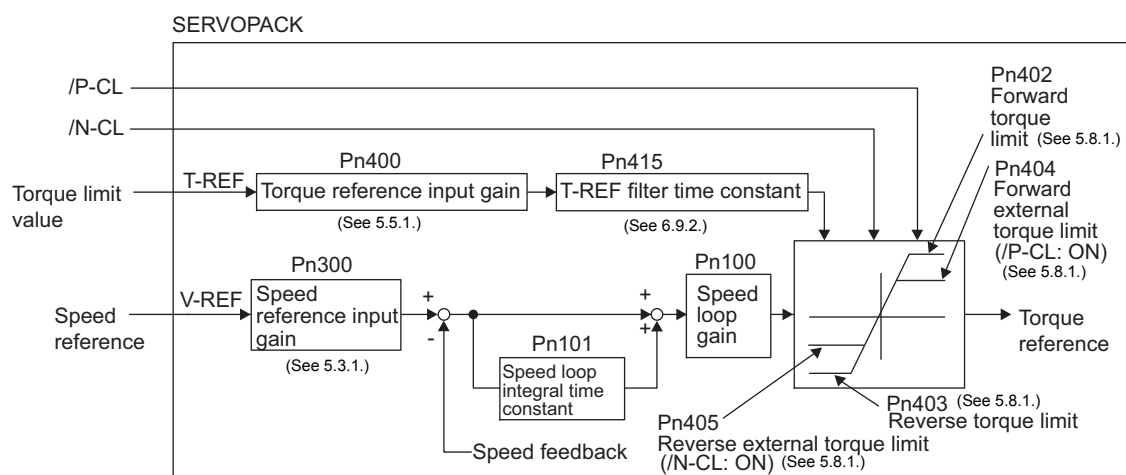 SERVOPACK
/P-CL
/N-CL
Torque limit
value
T-REF
Pn400
Torque reference input gain
(See 5.5.1.)
Pn415
T-REF filter time constant
(See 6.9.2.)
Pn402
Forward
torque
limit (See 5.8.1.)
Pn404
Forward
external
torque limit
(/P-CL: ON)
(See 5.8.1.)
Speed
reference
V-REF
Pn300
Speed
reference input
gain
(See 5.3.1.)
+
-
Pn101
Speed loop
integral time
constant
Speed feedback
+
+
Pn100
Speed
loop
gain
Torque
reference
Pn403 (See 5.8.1.)
Reverse torque limit
Pn405
Reverse external torque limit
(/N-CL: ON) (See 5.8.1.)